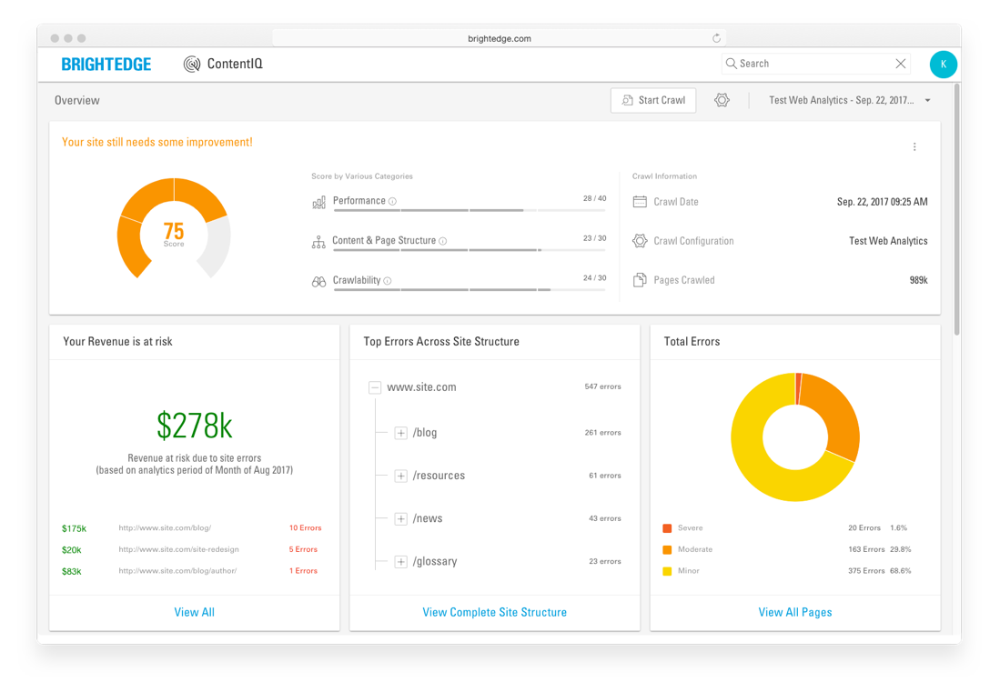 brightedge.com
BRIGHTEDGE
ContentIQ
Search
K
Overview
Start Crawl
Test Web Analytics - Sep. 22, 2017...
Your site still needs some improvement!
75
Score
Score by Various Categories
Performance
28 / 40
Content & Page Structure
23 / 30
Crawlability
24 / 30
Crawl Information
Crawl Date
Sep. 22, 2017 09:25 AM
Crawl Configuration
Test Web Analytics
Pages Crawled
989k
Your Revenue is at risk
$278k
Revenue at risk due to site errors
(based on analytics period of Month of Aug 2017)
$175k http://www.site.com/blog/ 10 Errors
$20k http://www.site.com/site-redesign 5 Errors
$83k http://www.site.com/blog/author/ 1 Errors
View All
Top Errors Across Site Structure
www.site.com 547 errors
/blog 261 errors
/resources 61 errors
/news 43 errors
/glossary 23 errors
View Complete Site Structure
Total Errors
Severe 20 Errors 1.6%
Moderate 163 Errors 29.8%
Minor 375 Errors 68.6%
View All Pages